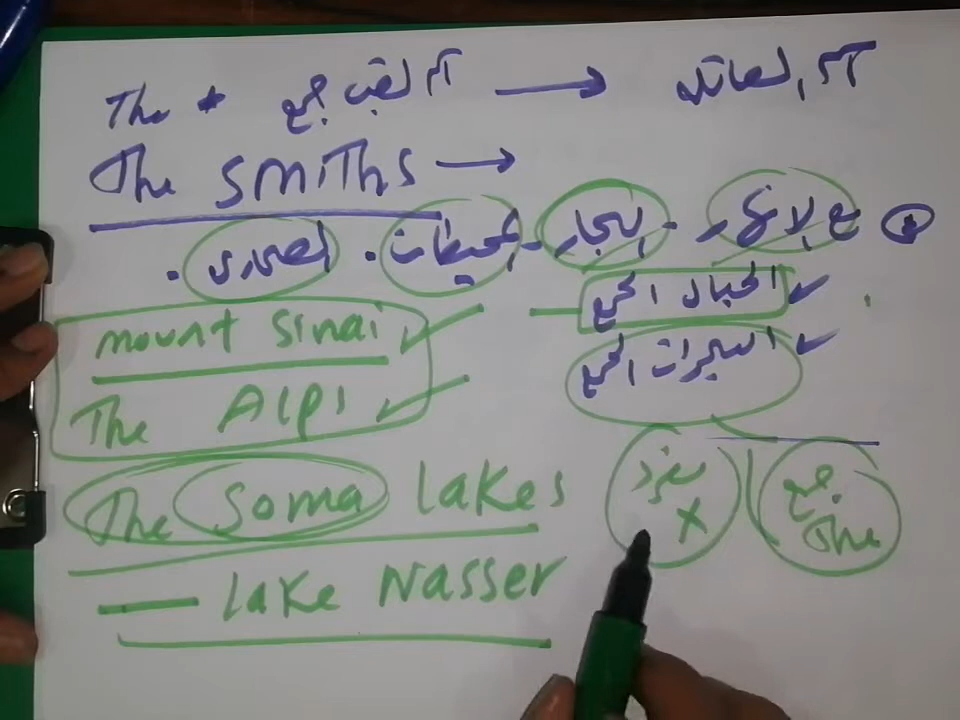 The * اسم لقب جمع → اسم العائلة
The SMITHS →
مع الانهار - البحار - المحيطات . الصحارى .
الجبال الجمع ✓
mount Sinai ✓
البحيرات الجمع ✓
The Alps ✓
The Soma lakes
مفرد X
جمع The
lake Nasser